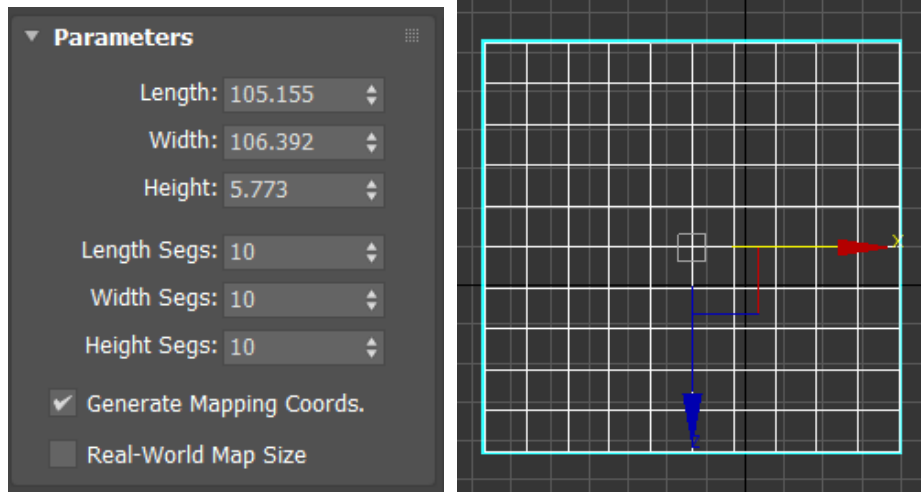 Parameters
Length: 105.155
Width: 106.392
Height: 5.773
Length Segs: 10
Width Segs: 10
Height Segs: 10
Generate Mapping Coords.
Real-World Map Size
x